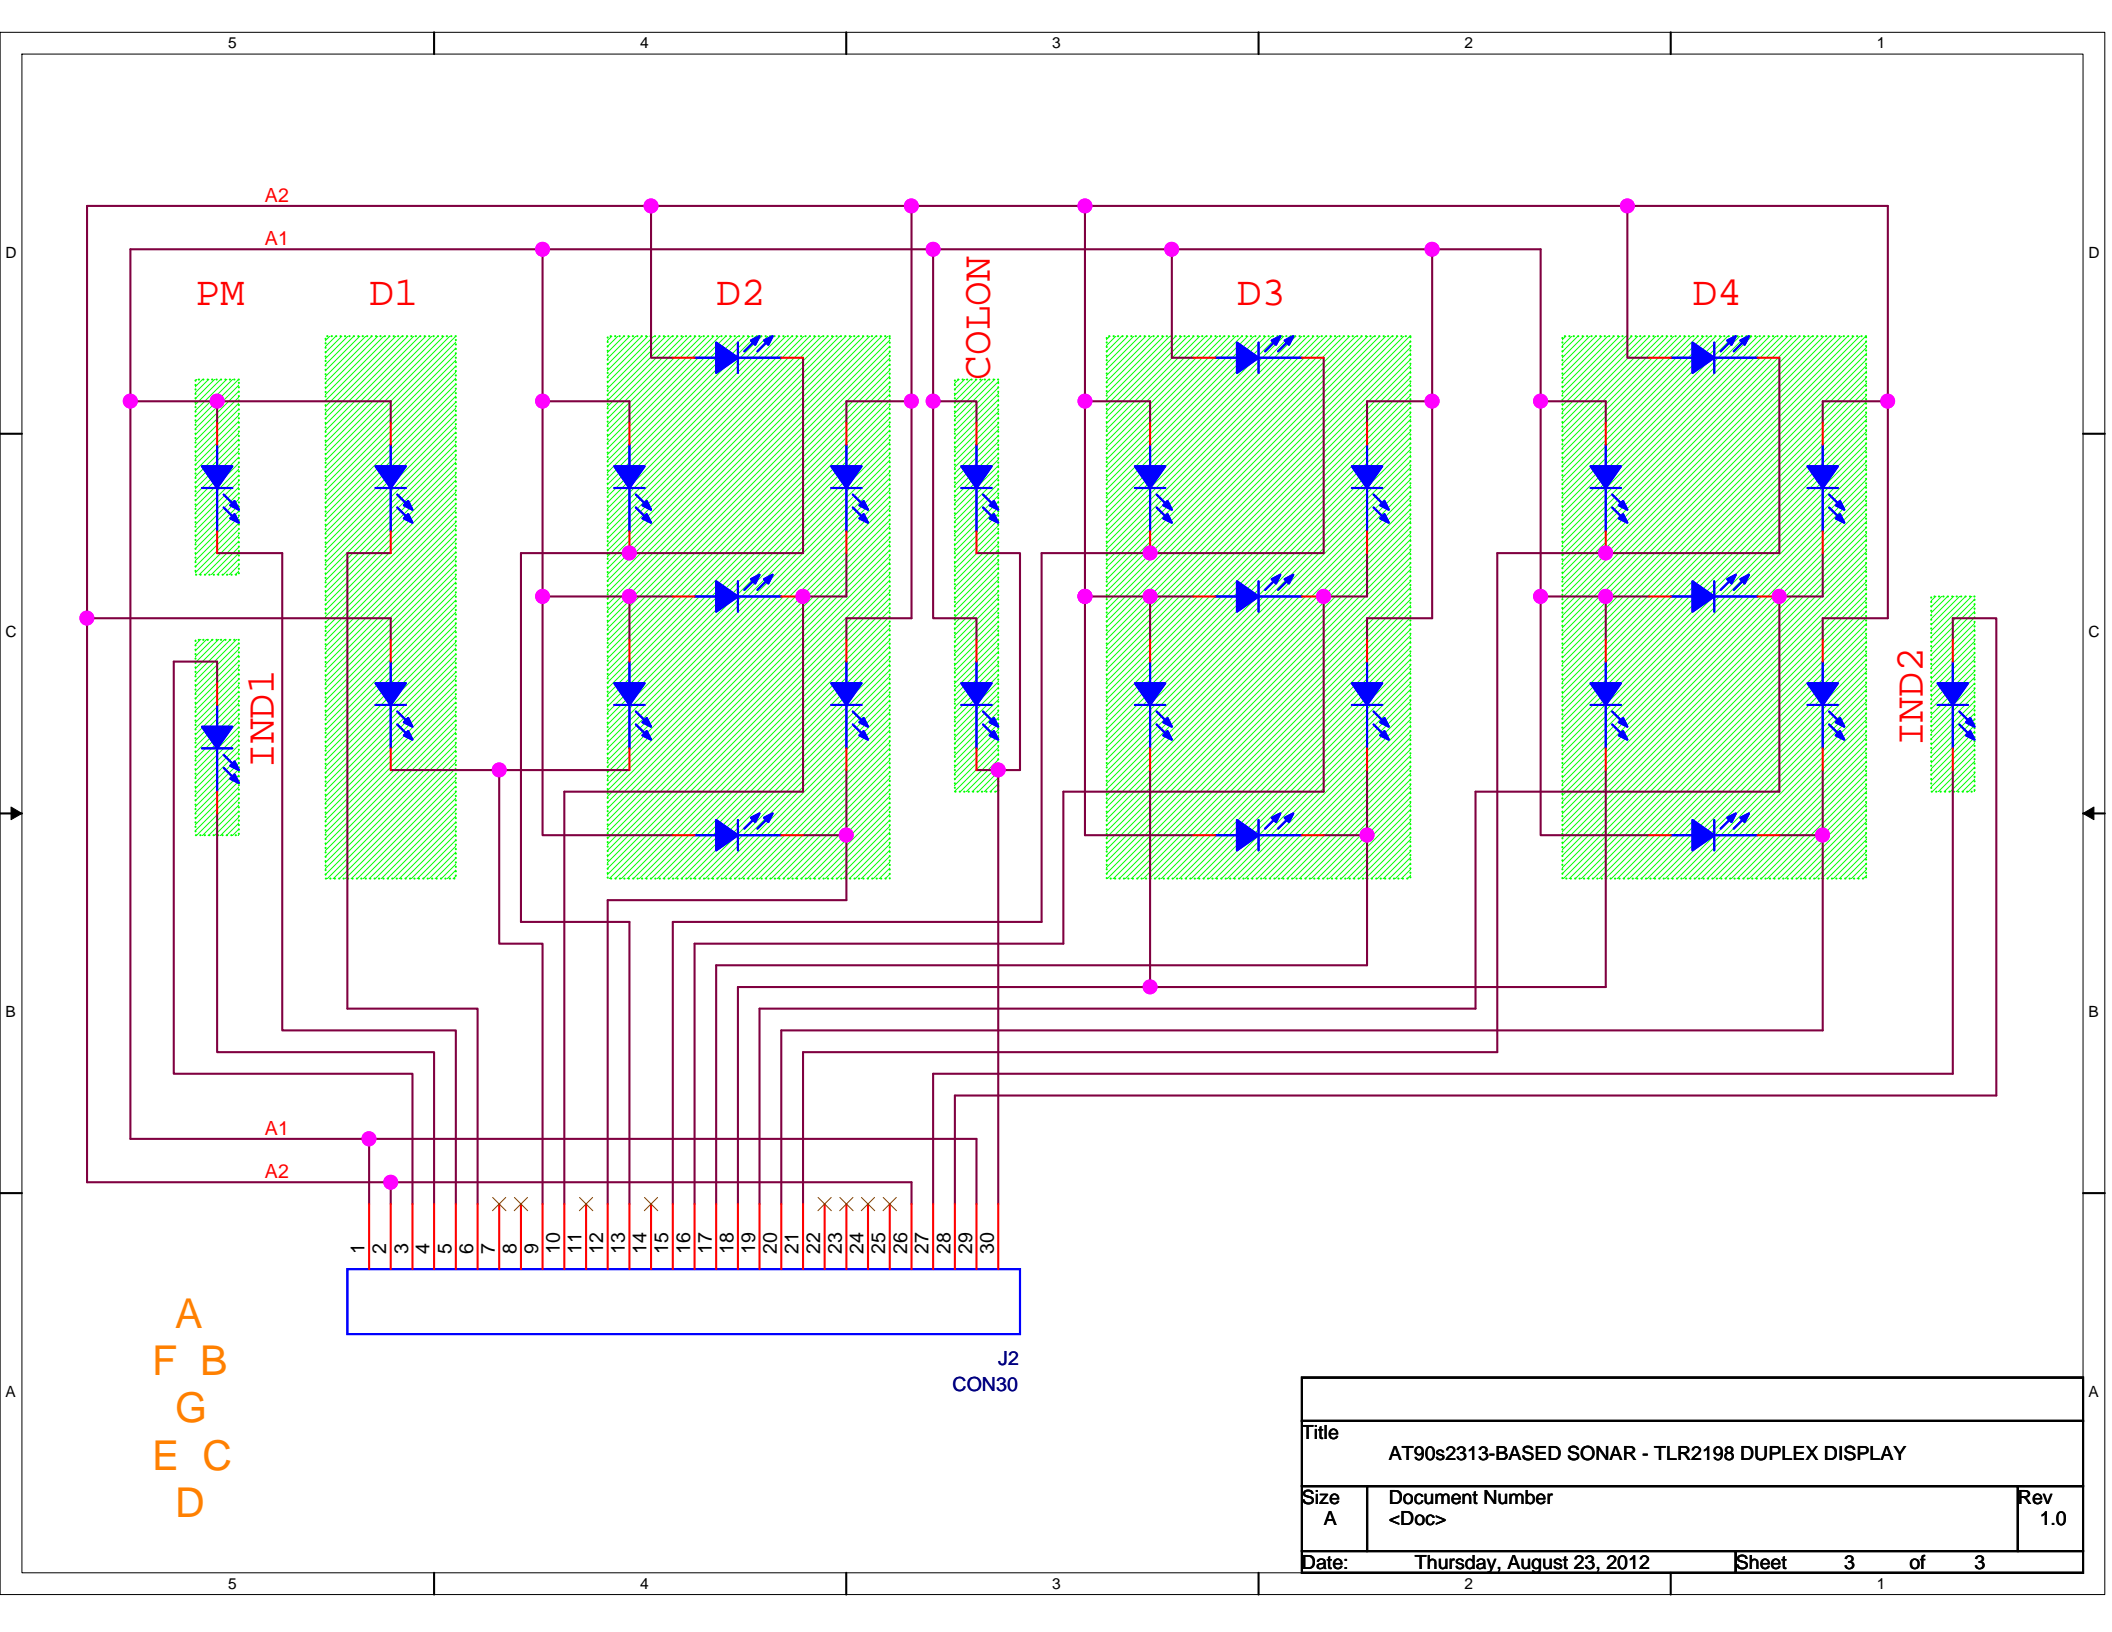 5 4 3 2 1
A2
A1
D D
PM D1 D2 COLON D3 D4
C C
IND1 IND2
B B
A1
A2
1 2 3 4 5 6 7 8 9 10 11 12 13 14 15 16 17 18 19 20 21 22 23 24 25 26 27 28 29 30
J2
CON30
A
F B
G
E C
D
A A
Title
AT90s2313-BASED SONAR - TLR2198 DUPLEX DISPLAY
Size Document Number Rev
A <Doc> 1.0
Date: Thursday, August 23, 2012 Sheet 3 of 3
5 4 3 2 1